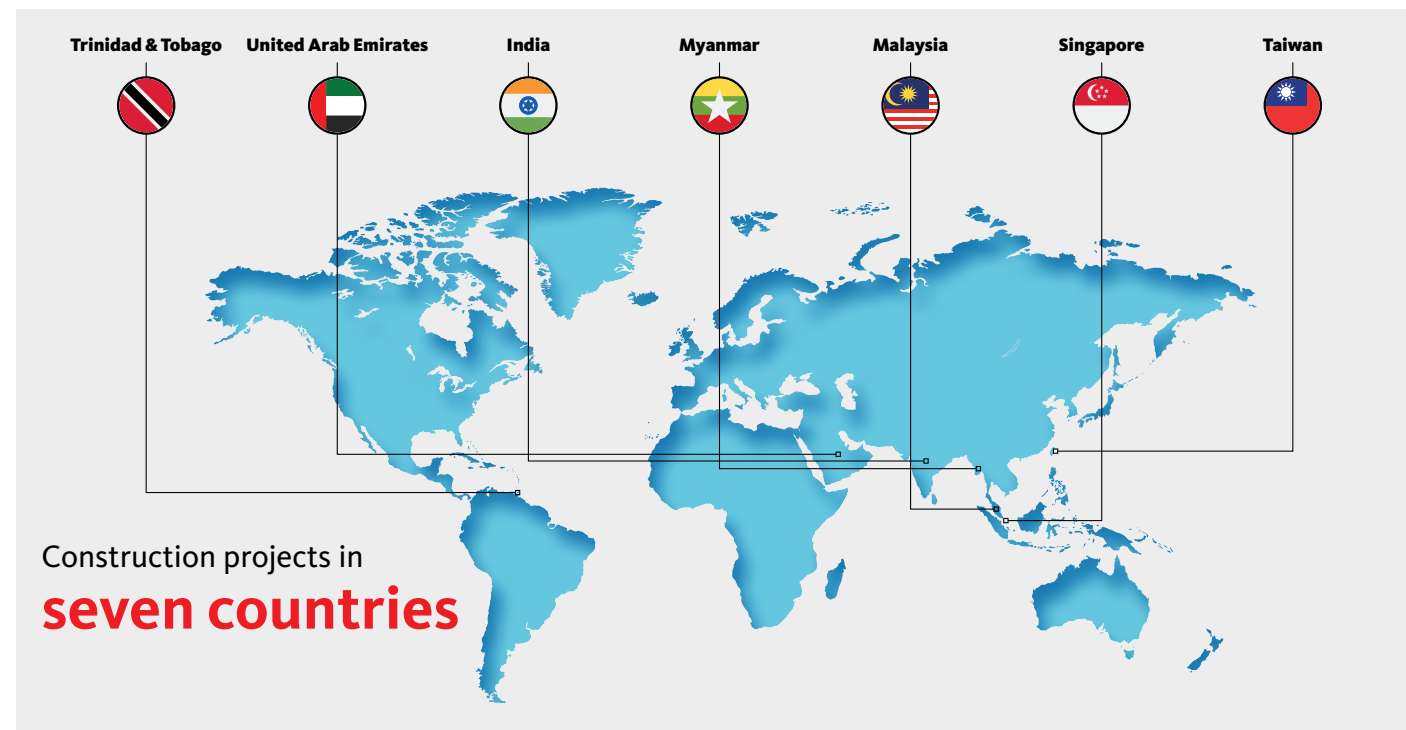 Trinidad & Tobago
United Arab Emirates
India
Myanmar
Malaysia
Singapore
Taiwan
Construction projects in
seven countries